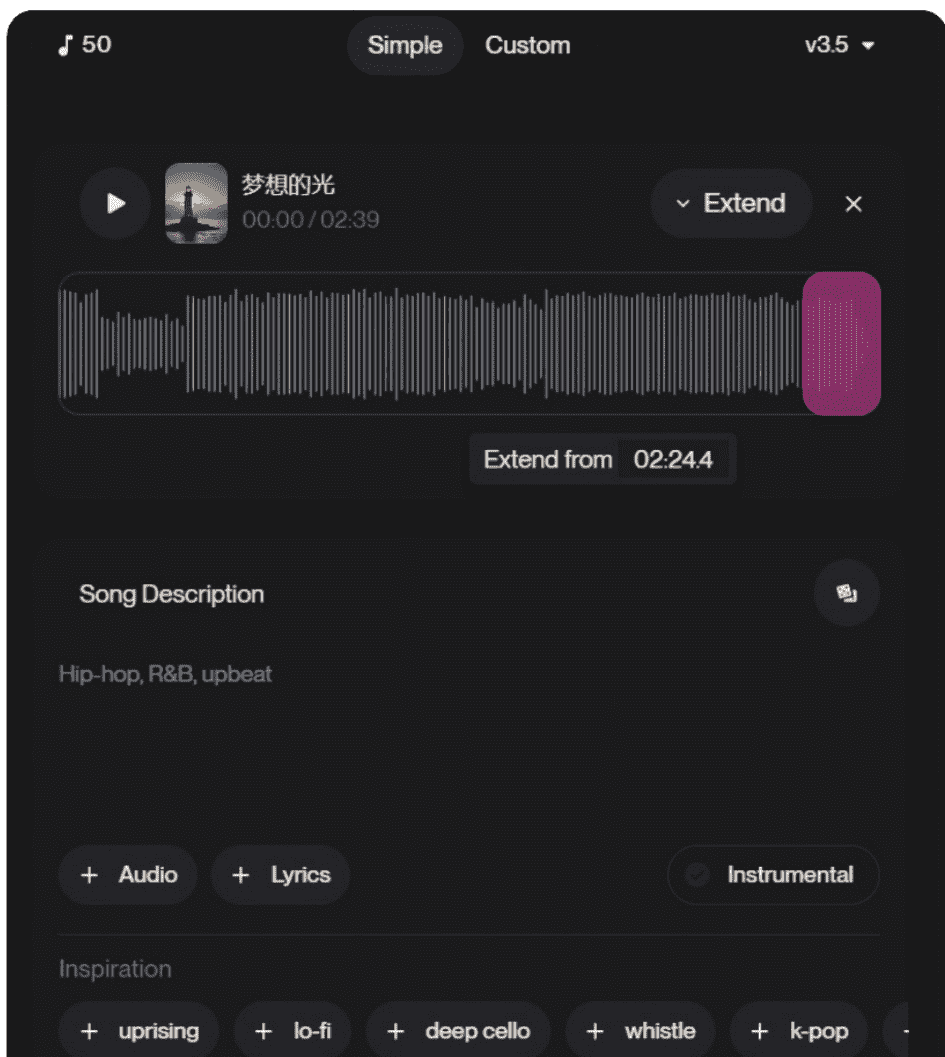 50 Simple Custom v3.5
梦想的光
00:00 / 02:39
Extend
Extend from 02:24.4
Song Description
Hip-hop, R&B, upbeat
+ Audio + Lyrics Instrumental
Inspiration
+ uprising + lo-fi + deep cello + whistle + k-pop